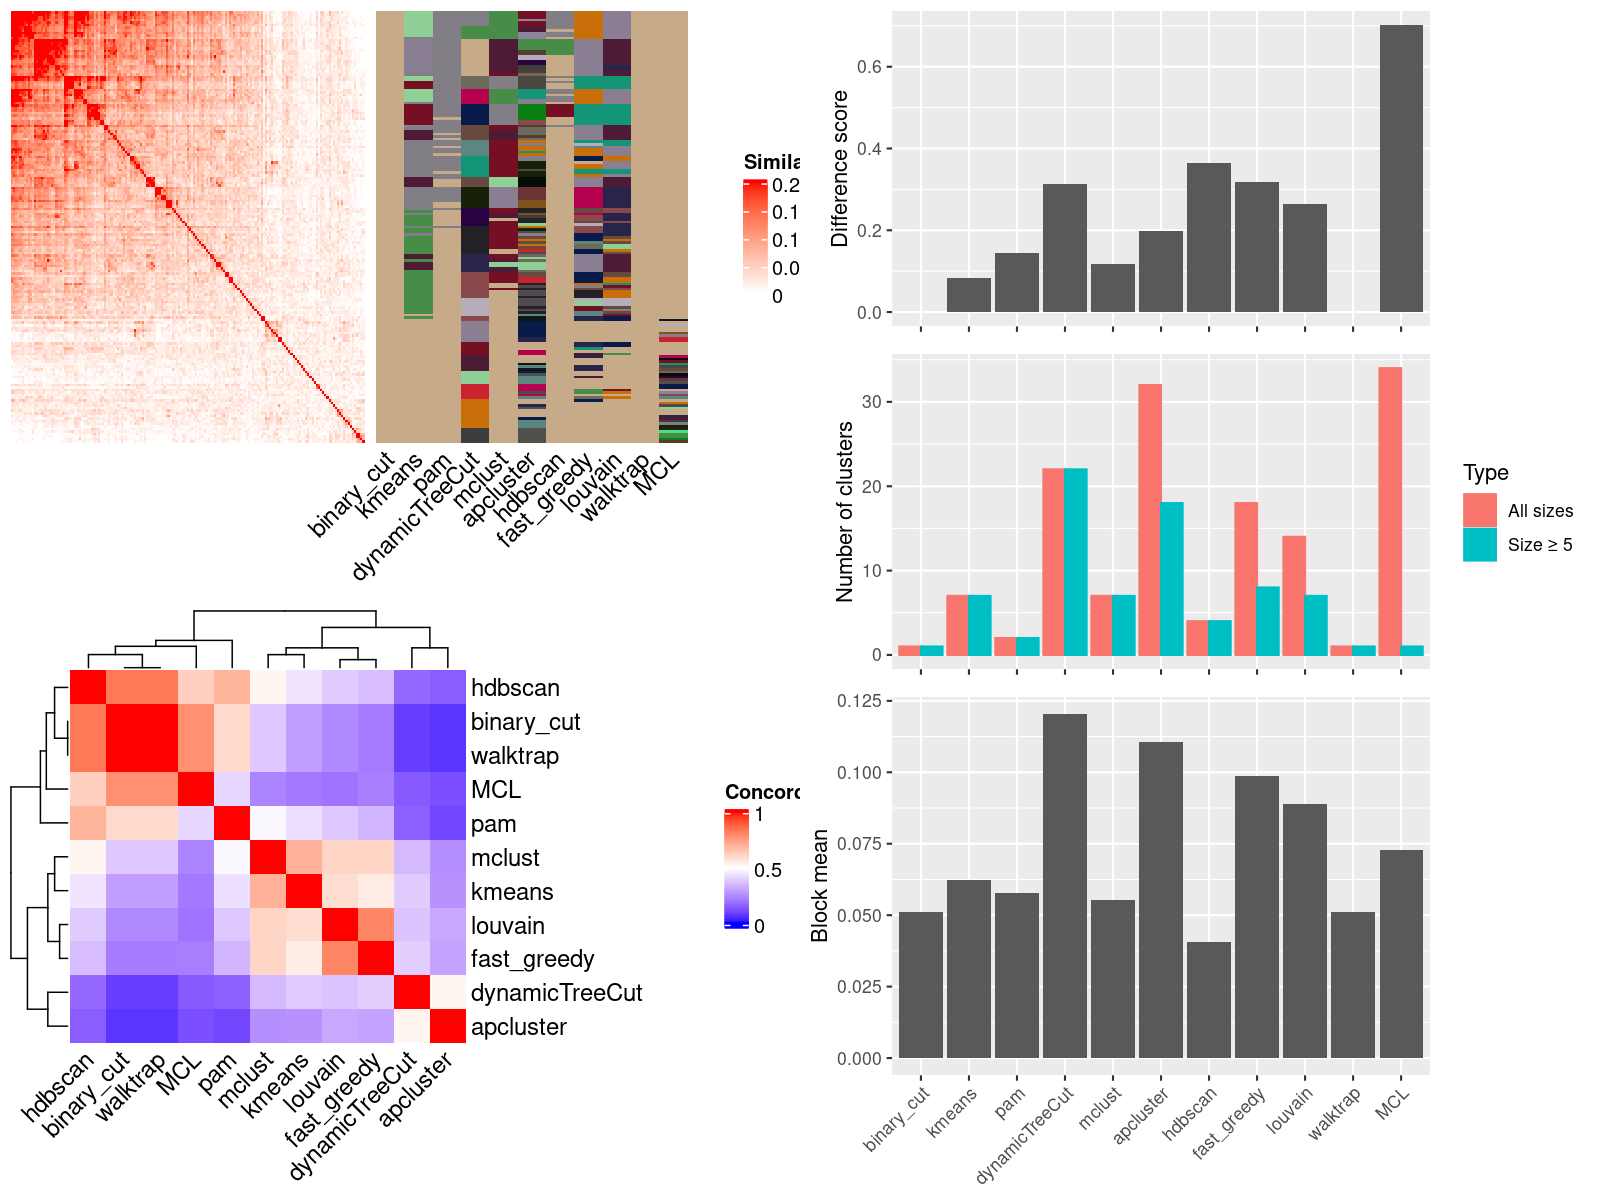 Simila
0.2
0.1
0.1
0.0
0
binary_cut
kmeans
pam
dynamicTreeCut
mclust
apcluster
hdbscan
fast_greedy
louvain
walktrap
MCL
hdbscan
binary_cut
walktrap
MCL
pam
mclust
kmeans
louvain
fast_greedy
dynamicTreeCut
apcluster
hdbscan
binary_cut
walktrap
MCL
pam
mclust
kmeans
louvain
fast_greedy
dynamicTreeCut
apcluster
Concord
1
0.5
0
Difference score
0.6
0.4
0.2
0.0
Number of clusters
30
20
10
0
Type
All sizes
Size ≥ 5
Block mean
0.125
0.100
0.075
0.050
0.025
0.000
binary_cut
kmeans
pam
dynamicTreeCut
mclust
apcluster
hdbscan
fast_greedy
louvain
walktrap
MCL